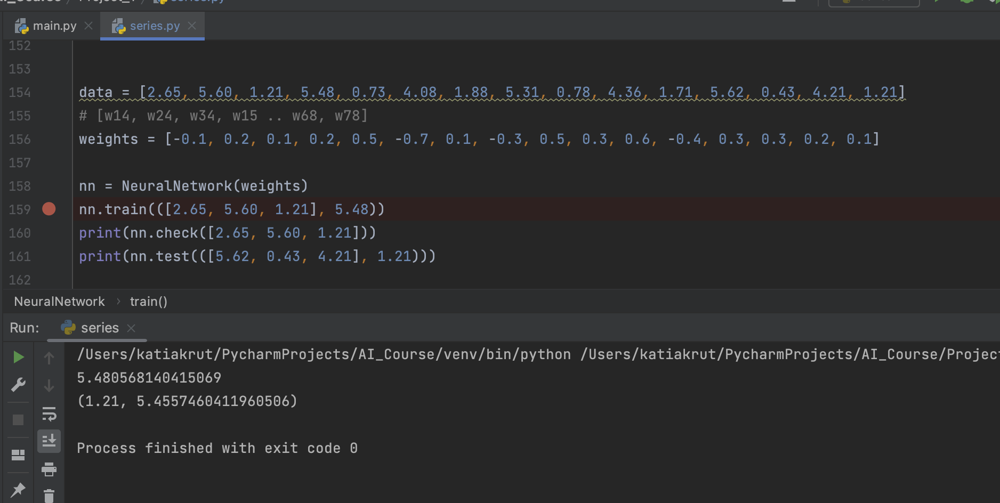 main.py series.py
152
153
154 data = [2.65, 5.60, 1.21, 5.48, 0.73, 4.08, 1.88, 5.31, 0.78, 4.36, 1.71, 5.62, 0.43, 4.21, 1.21]
155 # [w14, w24, w34, w15 .. w68, w78]
156 weights = [-0.1, 0.2, 0.1, 0.2, 0.5, -0.7, 0.1, -0.3, 0.5, 0.3, 0.6, -0.4, 0.3, 0.3, 0.2, 0.1]
157
158 nn = NeuralNetwork(weights)
159 nn.train(([2.65, 5.60, 1.21], 5.48))
160 print(nn.check([2.65, 5.60, 1.21]))
161 print(nn.test(([5.62, 0.43, 4.21], 1.21)))
162
NeuralNetwork › train()
Run: series
/Users/katiakrut/PycharmProjects/AI_Course/venv/bin/python /Users/katiakrut/PycharmProjects/AI_Course/Projec
5.480568140415069
(1.21, 5.4557460411960506)
Process finished with exit code 0